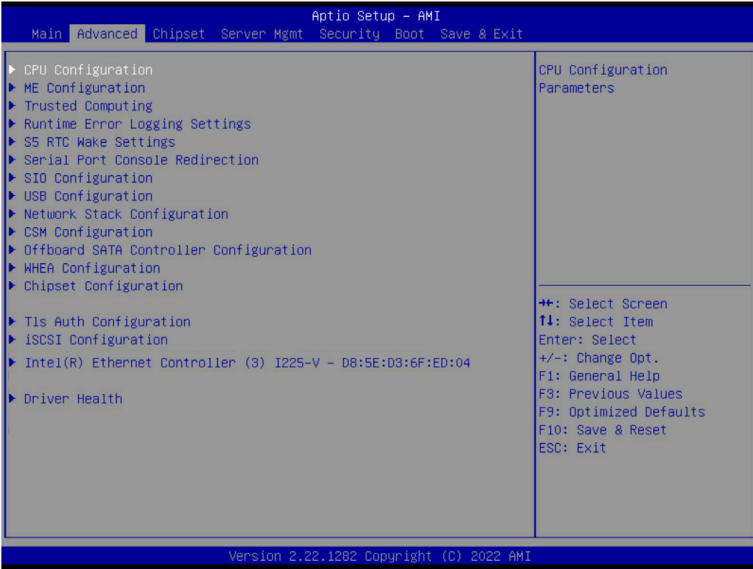 Aptio Setup – AMI
Main Advanced Chipset Server Mgmt Security Boot Save & Exit
▶ CPU Configuration
▶ ME Configuration
▶ Trusted Computing
▶ Runtime Error Logging Settings
▶ S5 RTC Wake Settings
▶ Serial Port Console Redirection
▶ SIO Configuration
▶ USB Configuration
▶ Network Stack Configuration
▶ CSM Configuration
▶ Offboard SATA Controller Configuration
▶ WHEA Configuration
▶ Chipset Configuration
▶ Tls Auth Configuration
▶ iSCSI Configuration
▶ Intel(R) Ethernet Controller (3) I225-V – D8:5E:D3:6F:ED:04
▶ Driver Health
CPU Configuration
Parameters
→←: Select Screen
↑↓: Select Item
Enter: Select
+/-: Change Opt.
F1: General Help
F3: Previous Values
F9: Optimized Defaults
F10: Save & Reset
ESC: Exit
Version 2.22.1282 Copyright (C) 2022 AMI